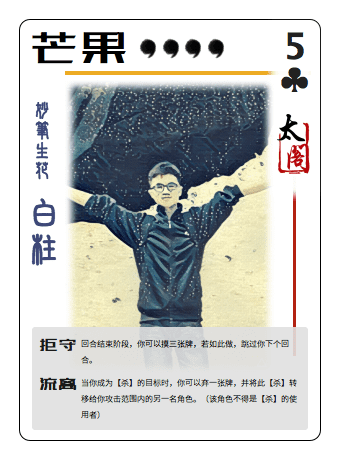 芒果
5
太阁
妙笔生花
白柱
拒守 回合结束阶段，你可以摸三张牌，若如此做，跳过你下个回
合。
流离 当你成为【杀】的目标时，你可以弃一张牌，并将此【杀】转
移给你攻击范围内的另一名角色。（该角色不得是【杀】的使
用者）